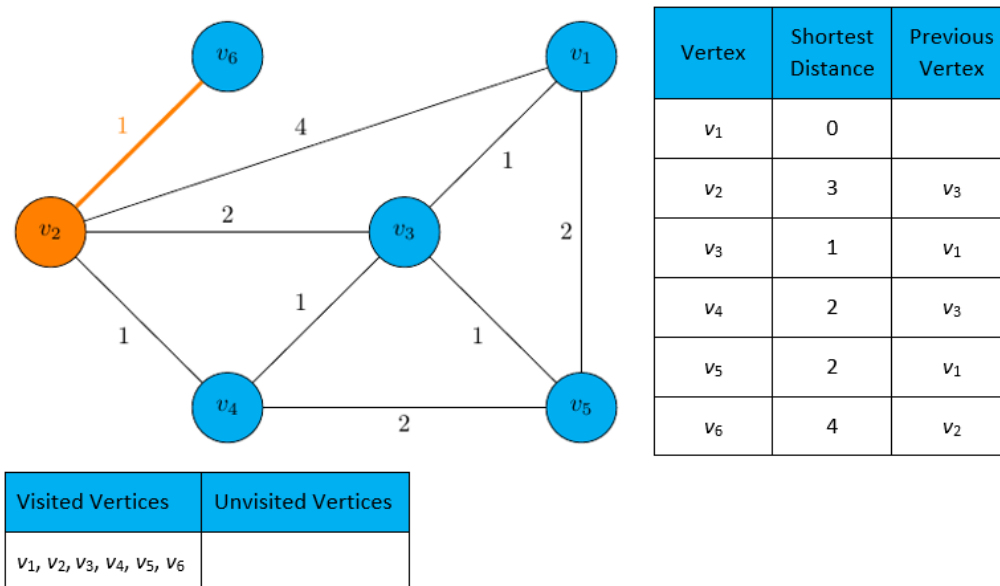 v₆
v₁
1
4
1
v₂
2
v₃
2
1
1
1
v₄
2
v₅
Vertex Shortest Distance Previous Vertex
v₁ 0
v₂ 3 v₃
v₃ 1 v₁
v₄ 2 v₃
v₅ 2 v₁
v₆ 4 v₂
Visited Vertices Unvisited Vertices
v₁, v₂, v₃, v₄, v₅, v₆